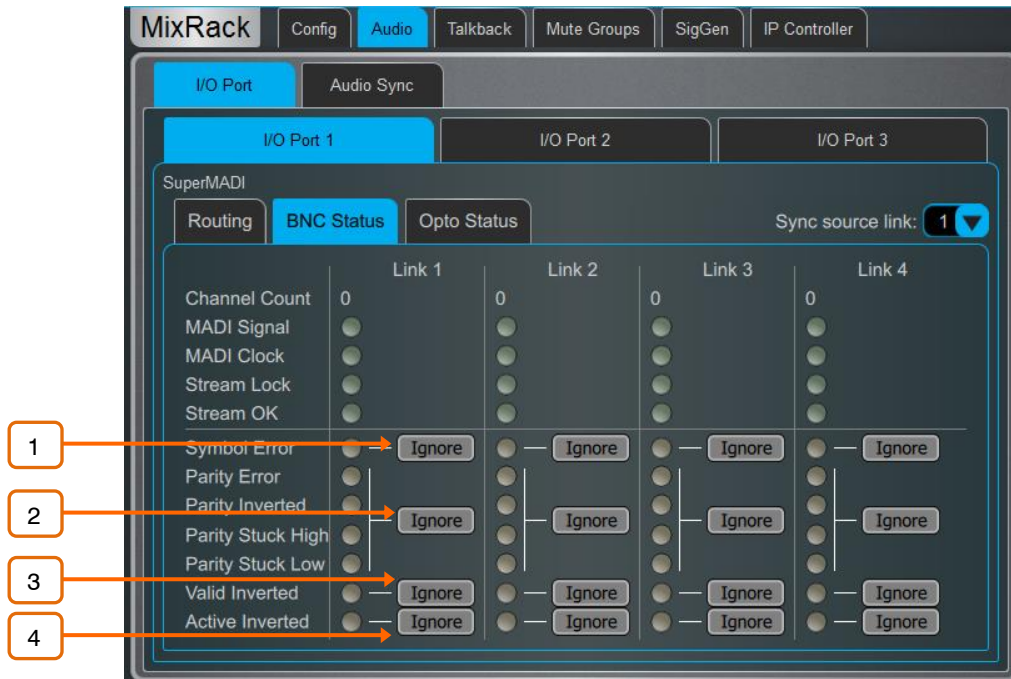 MixRack Config Audio Talkback Mute Groups SigGen IP Controller
I/O Port Audio Sync
I/O Port 1 I/O Port 2 I/O Port 3
SuperMADI
Routing BNC Status Opto Status Sync source link: 1
Link 1 Link 2 Link 3 Link 4
Channel Count 0 0 0 0
MADI Signal
MADI Clock
Stream Lock
Stream OK
1 Symbol Error Ignore Ignore Ignore Ignore
Parity Error
Parity Inverted
2 Ignore Ignore Ignore Ignore
Parity Stuck High
Parity Stuck Low
3 Valid Inverted Ignore Ignore Ignore Ignore
4 Active Inverted Ignore Ignore Ignore Ignore